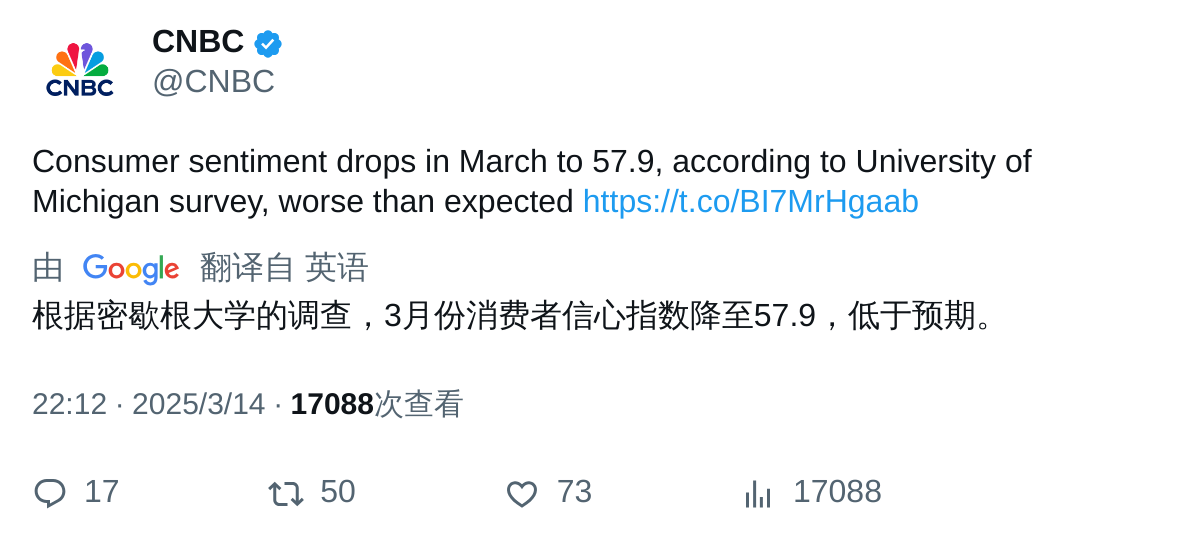 CNBC
CNBC
@CNBC
Consumer sentiment drops in March to 57.9, according to University of
Michigan survey, worse than expected https://t.co/BI7MrHgaab
由 Google 翻译自 英语
根据密歇根大学的调查，3月份消费者信心指数降至57.9，低于预期。
22:12 · 2025/3/14 · 17088次查看
17 50 73 17088